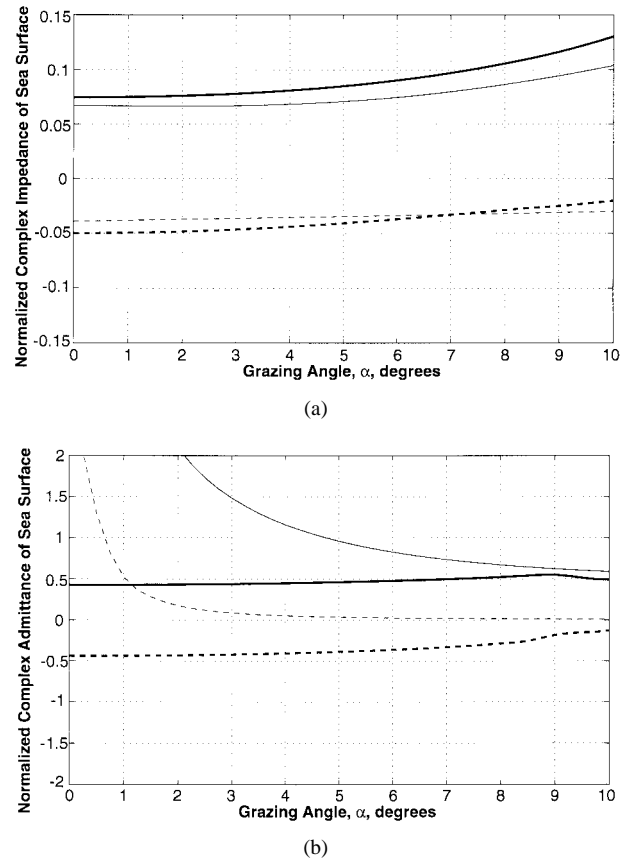 Normalized Complex Impedance of Sea Surface
0.15
0.1
0.05
0
-0.05
-0.1
-0.15
0 1 2 3 4 5 6 7 8 9 10
Grazing Angle, α, degrees
(a)
Normalized Complex Admittance of Sea Surface
2
1.5
1
0.5
0
-0.5
-1
-1.5
-2
0 1 2 3 4 5 6 7 8 9 10
Grazing Angle, α, degrees
(b)